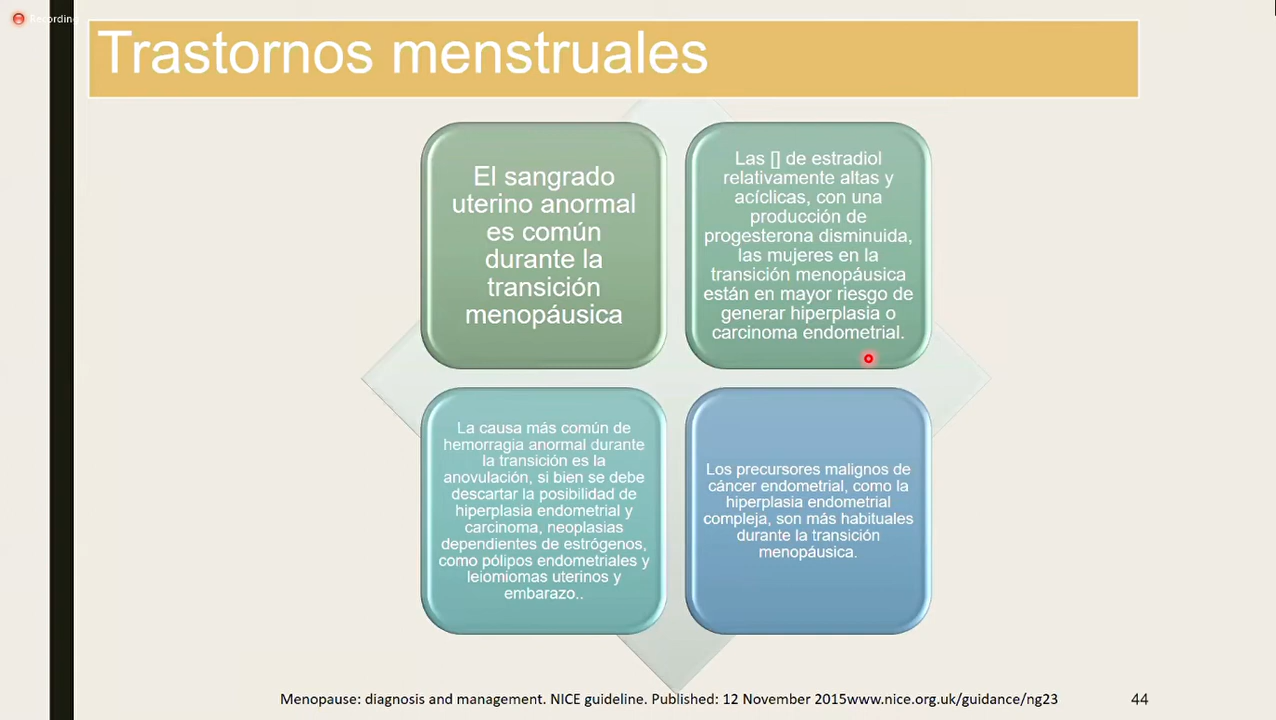 Recording
Trastornos menstruales
El sangrado
uterino anormal
es común
durante la
transición
menopáusica
Las [] de estradiol
relativamente altas y
acíclicas, con una
producción de
progesterona disminuida,
las mujeres en la
transición menopáusica
están en mayor riesgo de
generar hiperplasia o
carcinoma endometrial.
La causa más común de
hemorragia anormal durante
la transición es la
anovulación, si bien se debe
descartar la posibilidad de
hiperplasia endometrial y
carcinoma, neoplasias
dependientes de estrógenos,
como pólipos endometriales y
leiomiomas uterinos y
embarazo..
Los precursores malignos de
cáncer endometrial, como la
hiperplasia endometrial
compleja, son más habituales
durante la transición
menopáusica.
Menopause: diagnosis and management. NICE guideline. Published: 12 November 2015www.nice.org.uk/guidance/ng23
44